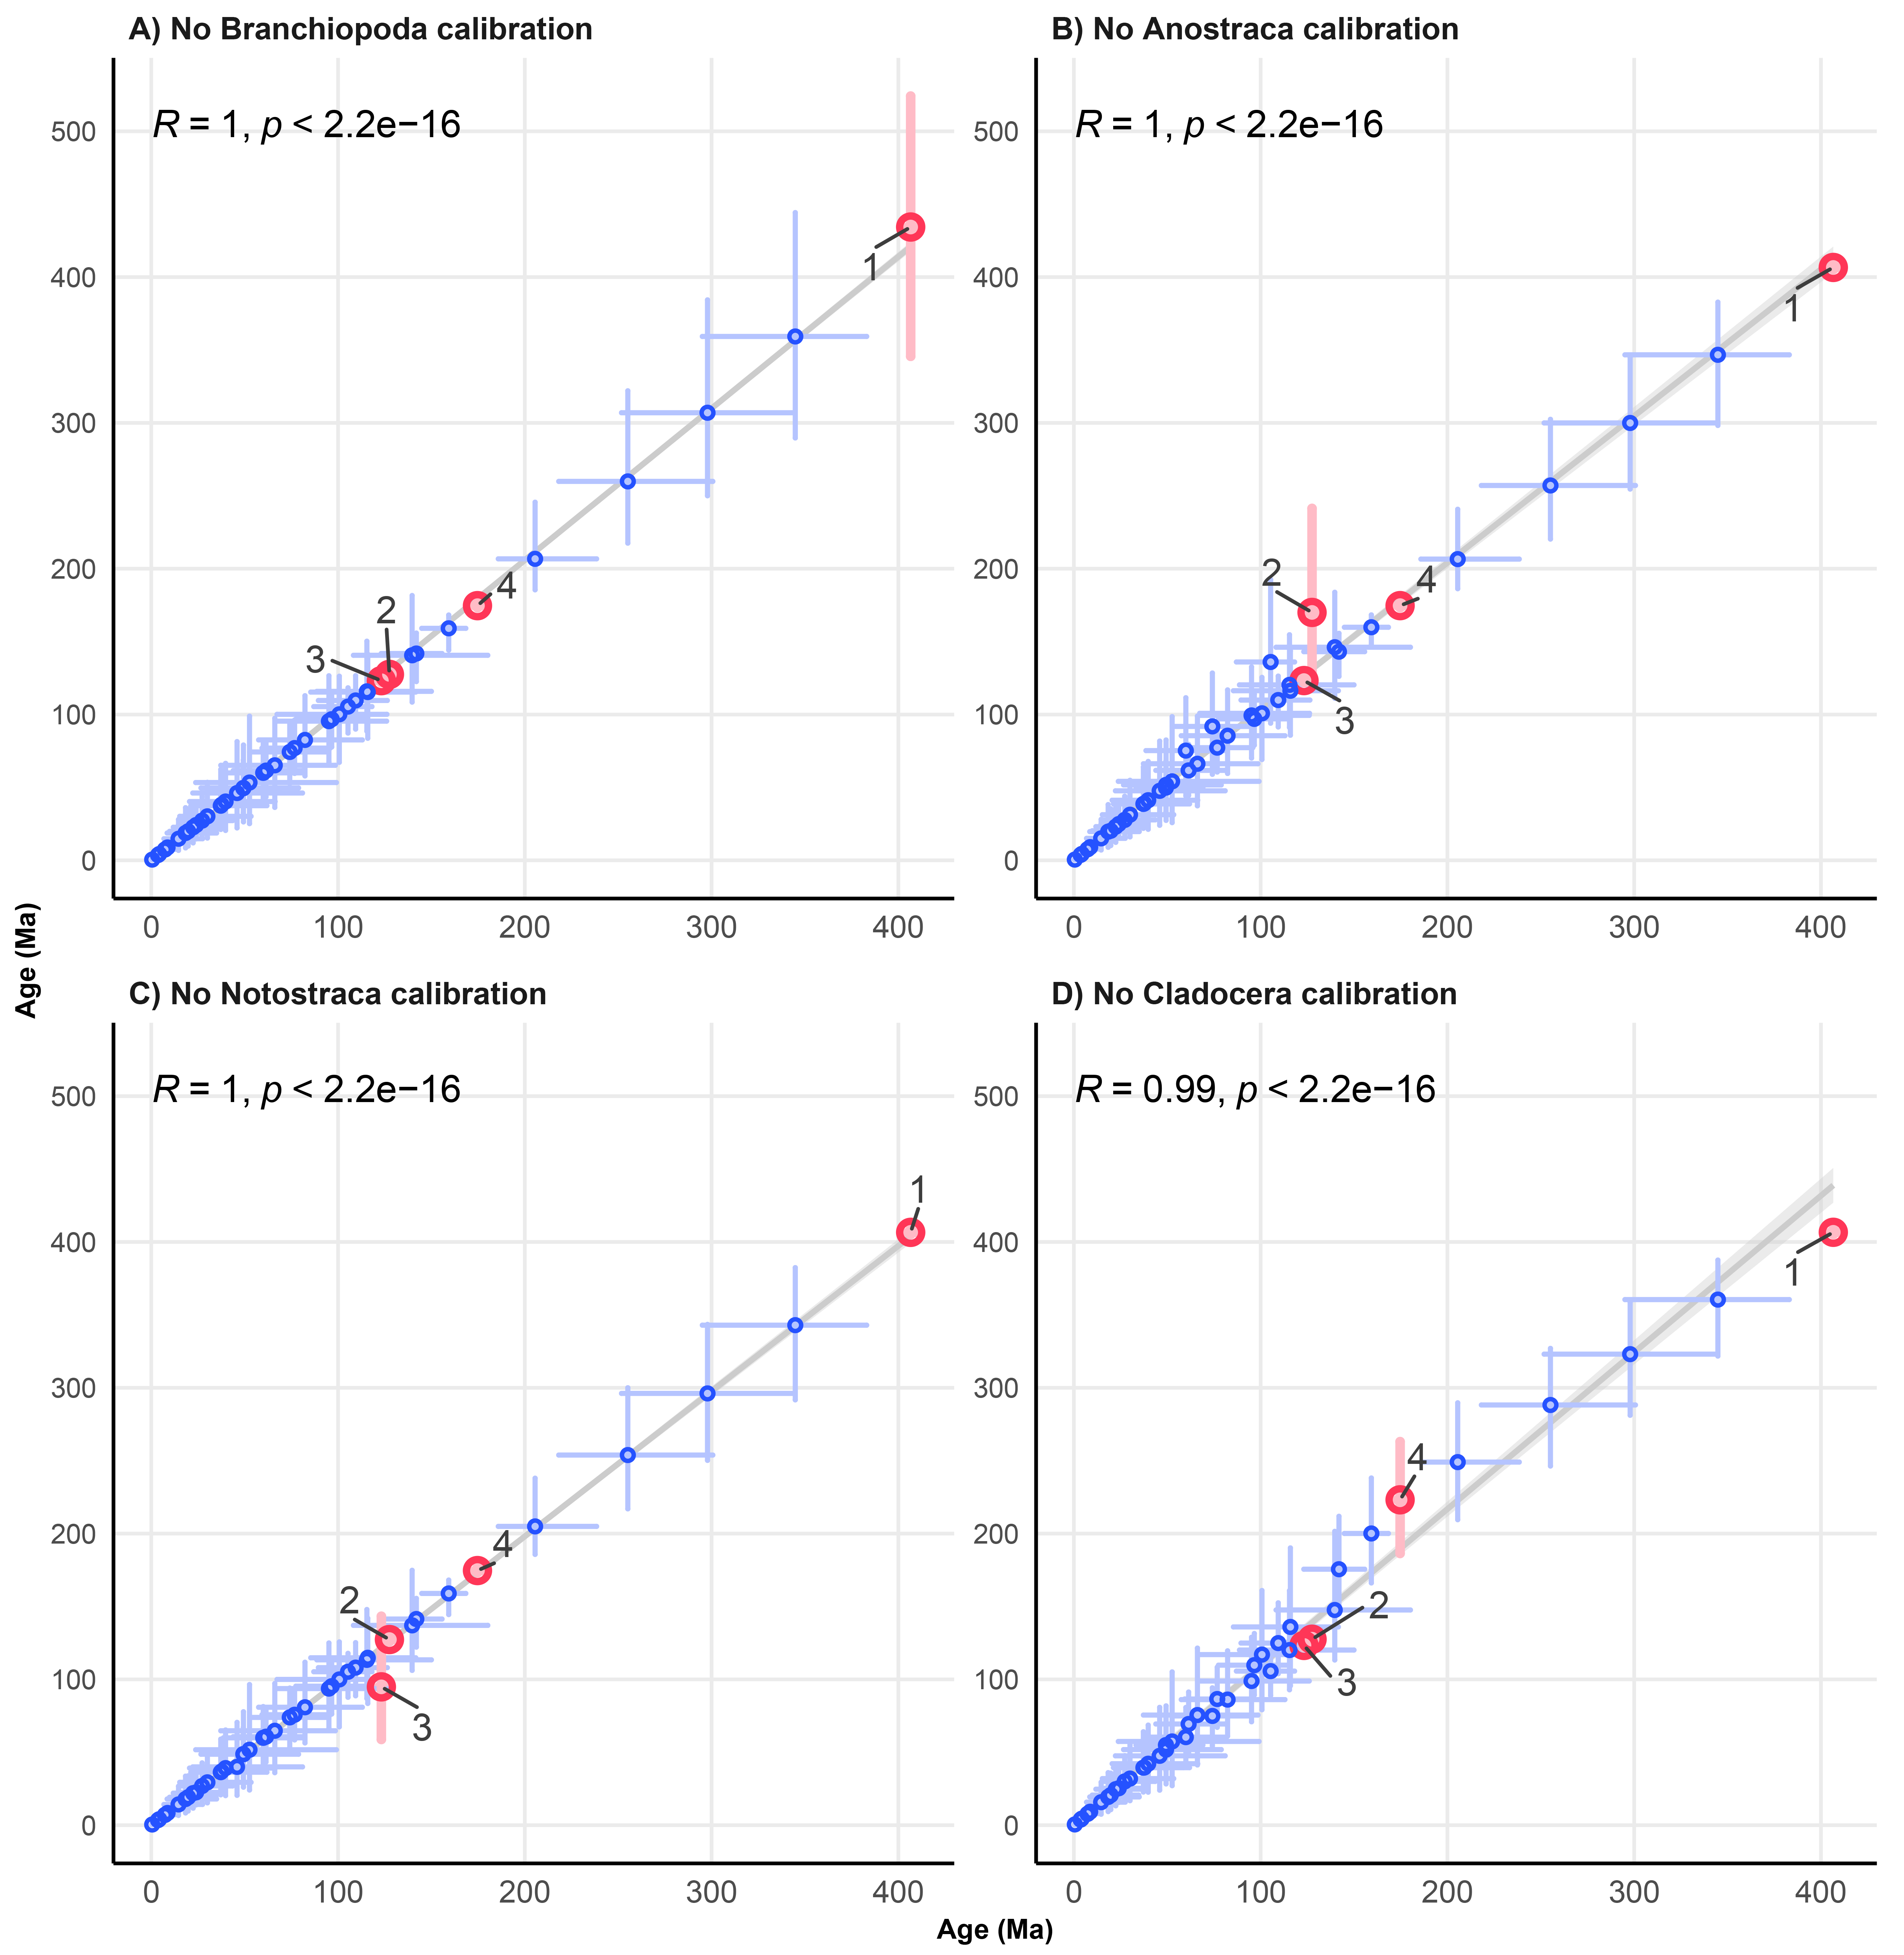 A) No Branchiopoda calibration
R = 1, p < 2.2e−16
500
400
300
200
100
0
1
2
3
4
0 100 200 300 400
B) No Anostraca calibration
R = 1, p < 2.2e−16
500
400
300
200
100
0
1
2
4
3
0 100 200 300 400
Age (Ma)
C) No Notostraca calibration
R = 1, p < 2.2e−16
500
400
300
200
100
0
1
4
2
3
0 100 200 300 400
D) No Cladocera calibration
R = 0.99, p < 2.2e−16
500
400
300
200
100
0
1
4
2
3
0 100 200 300 400
Age (Ma)